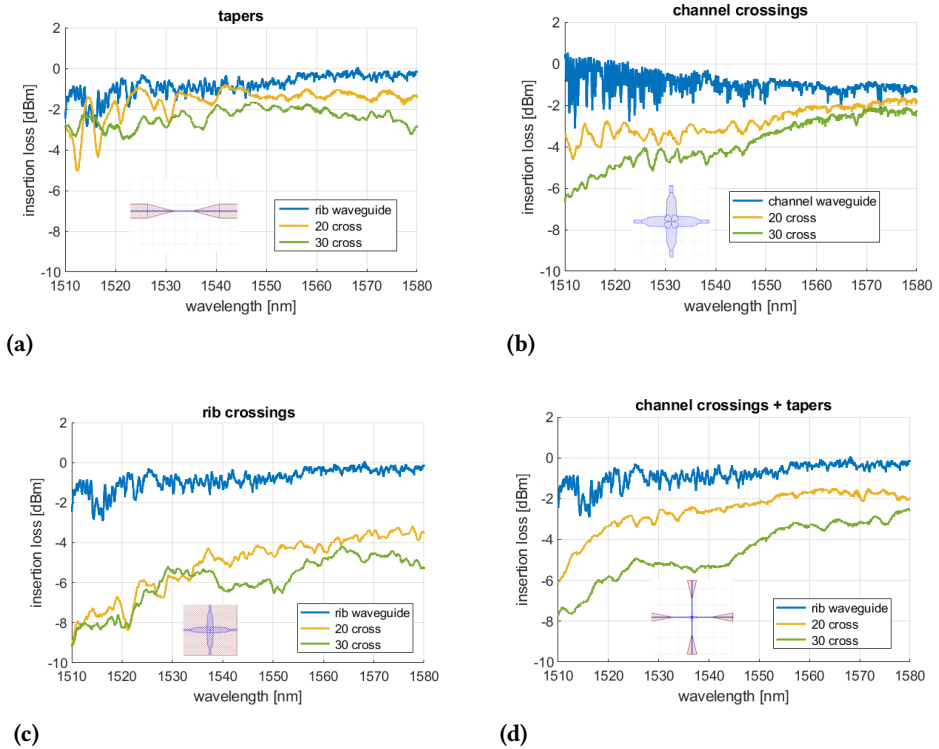 tapers
2
0
-2
-4
-6
-8
-10
insertion loss [dBm]
rib waveguide
20 cross
30 cross
1510 1520 1530 1540 1550 1560 1570 1580
wavelength [nm]
(a)
channel crossings
2
0
-2
-4
-6
-8
-10
insertion loss [dBm]
channel waveguide
20 cross
30 cross
1510 1520 1530 1540 1550 1560 1570 1580
wavelength [nm]
(b)
rib crossings
2
0
-2
-4
-6
-8
-10
insertion loss [dBm]
rib waveguide
20 cross
30 cross
1510 1520 1530 1540 1550 1560 1570 1580
wavelength [nm]
(c)
channel crossings + tapers
2
0
-2
-4
-6
-8
-10
insertion loss [dBm]
rib waveguide
20 cross
30 cross
1510 1520 1530 1540 1550 1560 1570 1580
wavelength [nm]
(d)